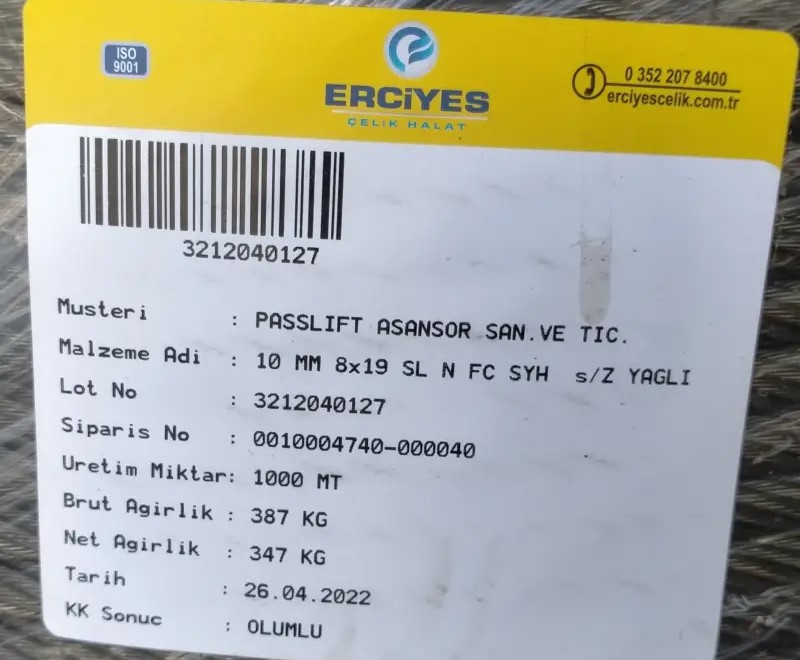 ISO
9001
ERCiYES
ÇELiK HALAT
0 352 207 8400
erciyescelik.com.tr
3212040127
Musteri : PASSLIFT ASANSOR SAN.VE TIC.
Malzeme Adi : 10 MM 8x19 SL N FC SYH s/Z YAGLI
Lot No : 3212040127
Siparis No : 0010004740-000040
Uretim Miktar: 1000 MT
Brut Agirlik : 387 KG
Net Agirlik : 347 KG
Tarih : 26.04.2022
KK Sonuc : OLUMLU